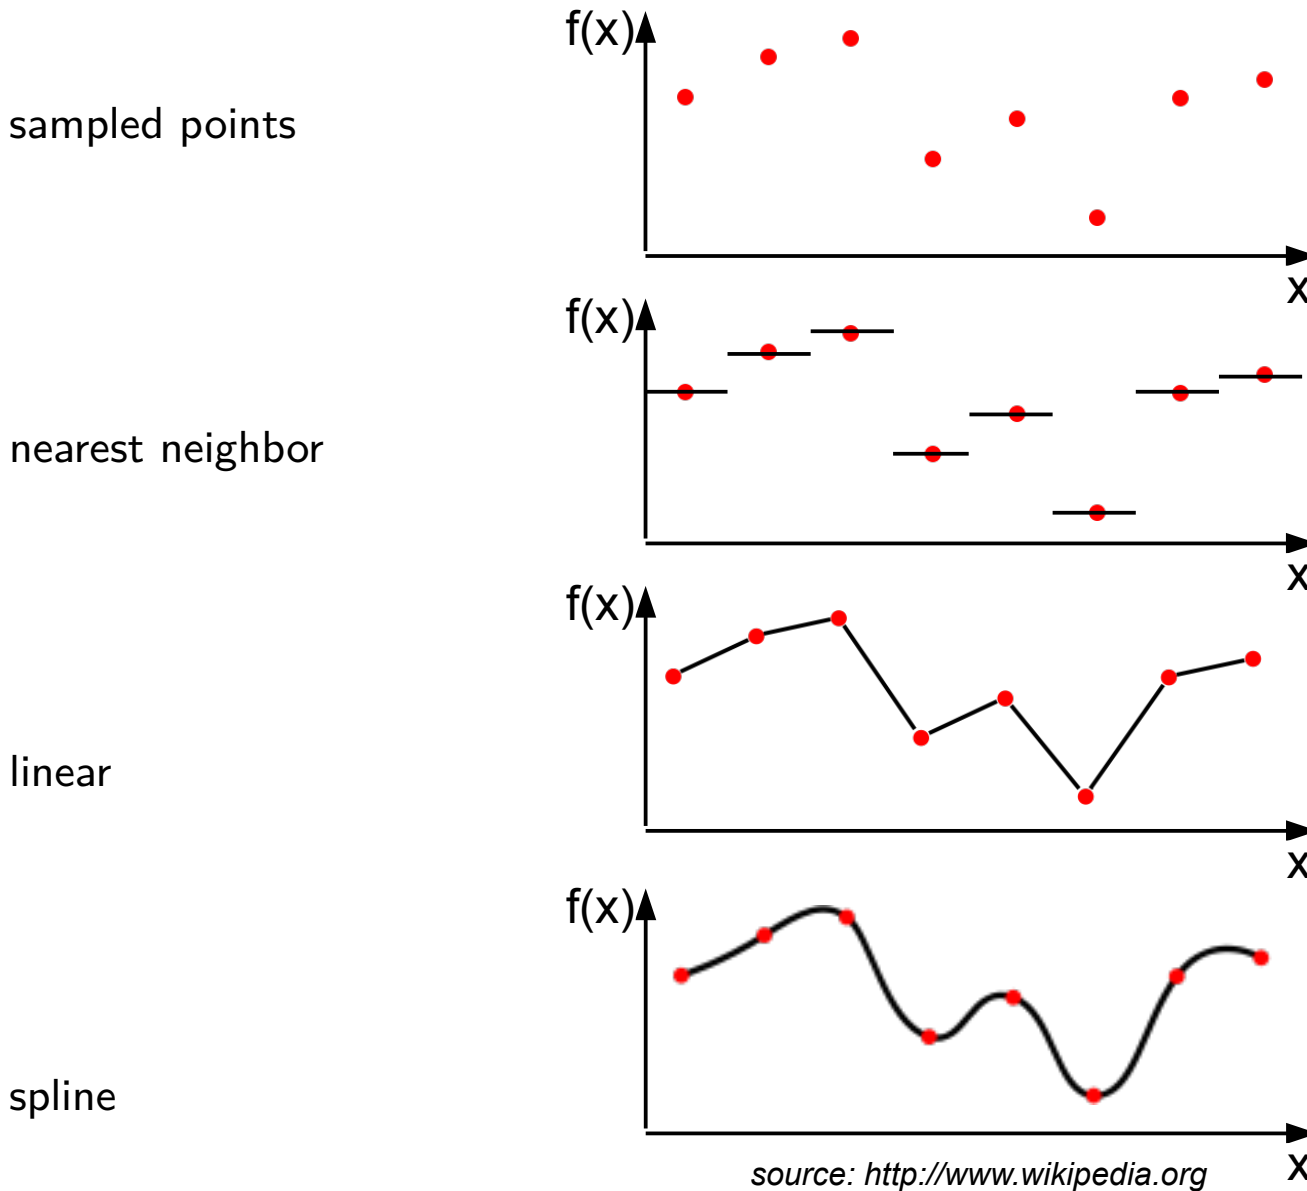 f(x)
sampled points
x
f(x)
nearest neighbor
x
f(x)
linear
x
f(x)
spline
x
source: http://www.wikipedia.org